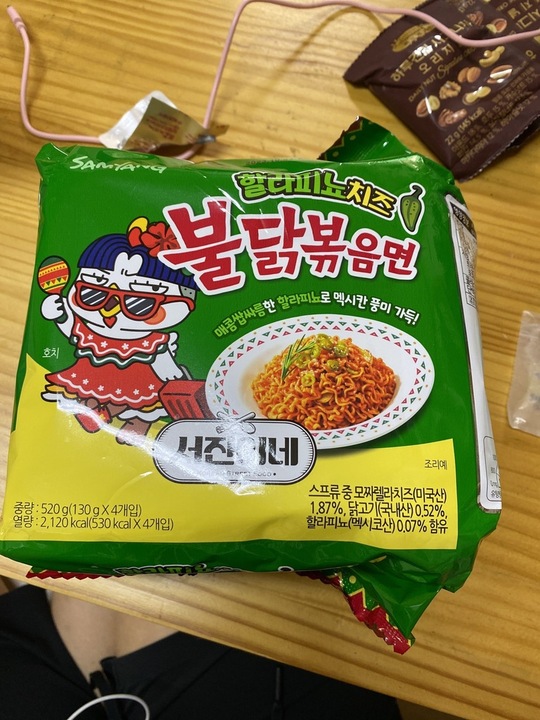 SAMYANG
할라피뇨치즈
불닭볶음면
매콤쌉싸름한 할라피뇨로 멕시칸 풍미 가득!
호치
서진이네
조리예
중량 : 520 g(130 g X 4개입)
열량 : 2,120 kcal(530 kcal X 4개입)
스프류 중 모짜렐라치즈(미국산)
1.87%, 닭고기(국내산) 0.52%,
할라피뇨(멕시코산) 0.07% 함유